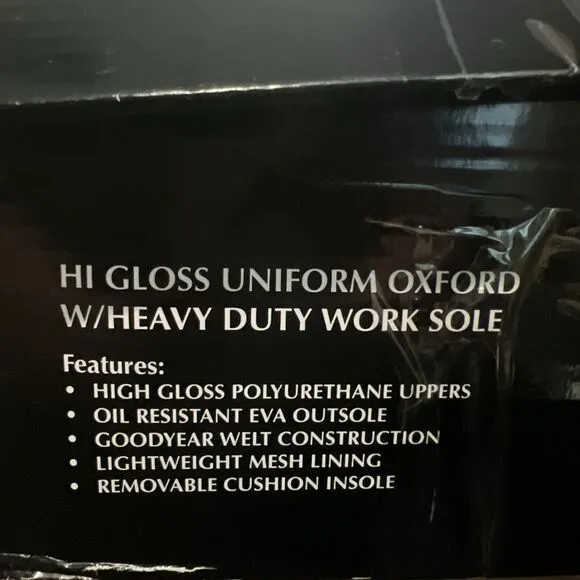 HI GLOSS UNIFORM OXFORD
W/HEAVY DUTY WORK SOLE
Features:
• HIGH GLOSS POLYURETHANE UPPERS
• OIL RESISTANT EVA OUTSOLE
• GOODYEAR WELT CONSTRUCTION
• LIGHTWEIGHT MESH LINING
• REMOVABLE CUSHION INSOLE